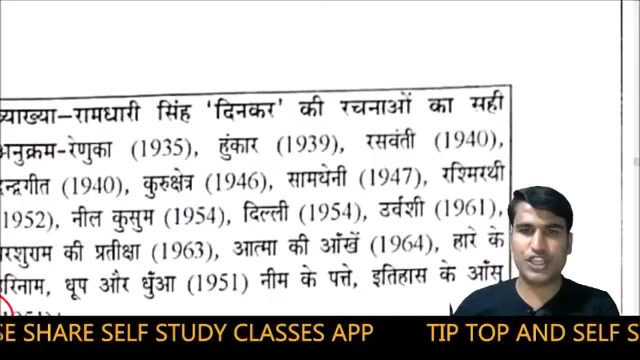 व्याख्या–रामधारी सिंह 'दिनकर' की रचनाओं का सही
अनुक्रम-रेणुका (1935), हुंकार (1939), रसवंती (1940),
द्वन्द्वगीत (1940), कुरुक्षेत्र (1946), सामधेनी (1947), रश्मिरथी
(1952), नील कुसुम (1954), दिल्ली (1954), उर्वशी (1961),
परशुराम की प्रतीक्षा (1963), आत्मा की आँखें (1964), हारे के
हरिनाम, धूप और धुँआ (1951) नीम के पत्ते, इतिहास के आँसू
SE SHARE SELF STUDY CLASSES APP TIP TOP AND SELF S